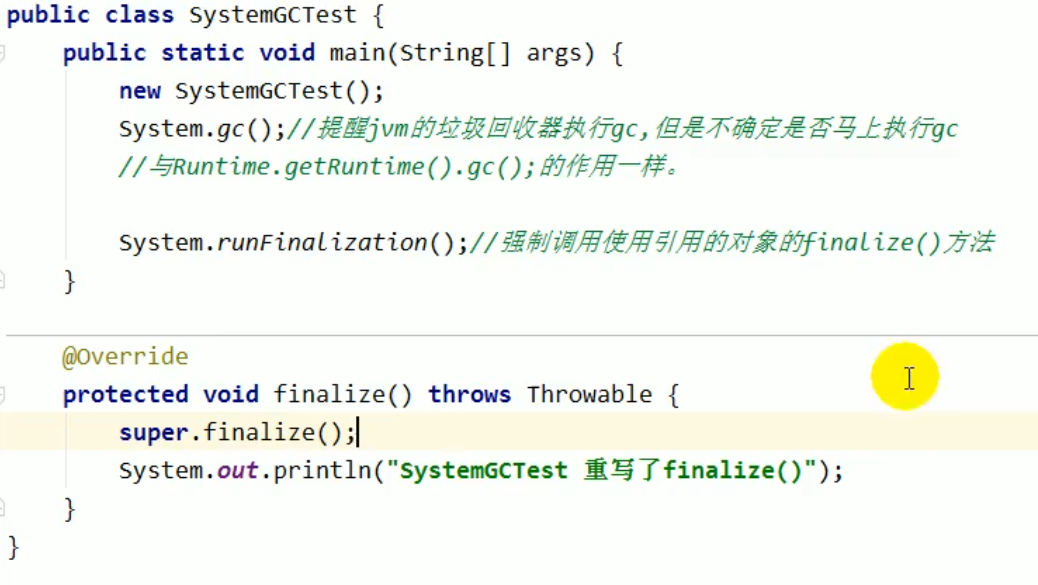 public class SystemGCTest {
    public static void main(String[] args) {
        new SystemGCTest();
        System.gc();//提醒jvm的垃圾回收器执行gc,但是不确定是否马上执行gc
        //与Runtime.getRuntime().gc();的作用一样。
        System.runFinalization();//强制调用使用引用的对象的finalize()方法
    }
    @Override
    protected void finalize() throws Throwable {
        super.finalize();
        System.out.println("SystemGCTest 重写了finalize()");
    }
}